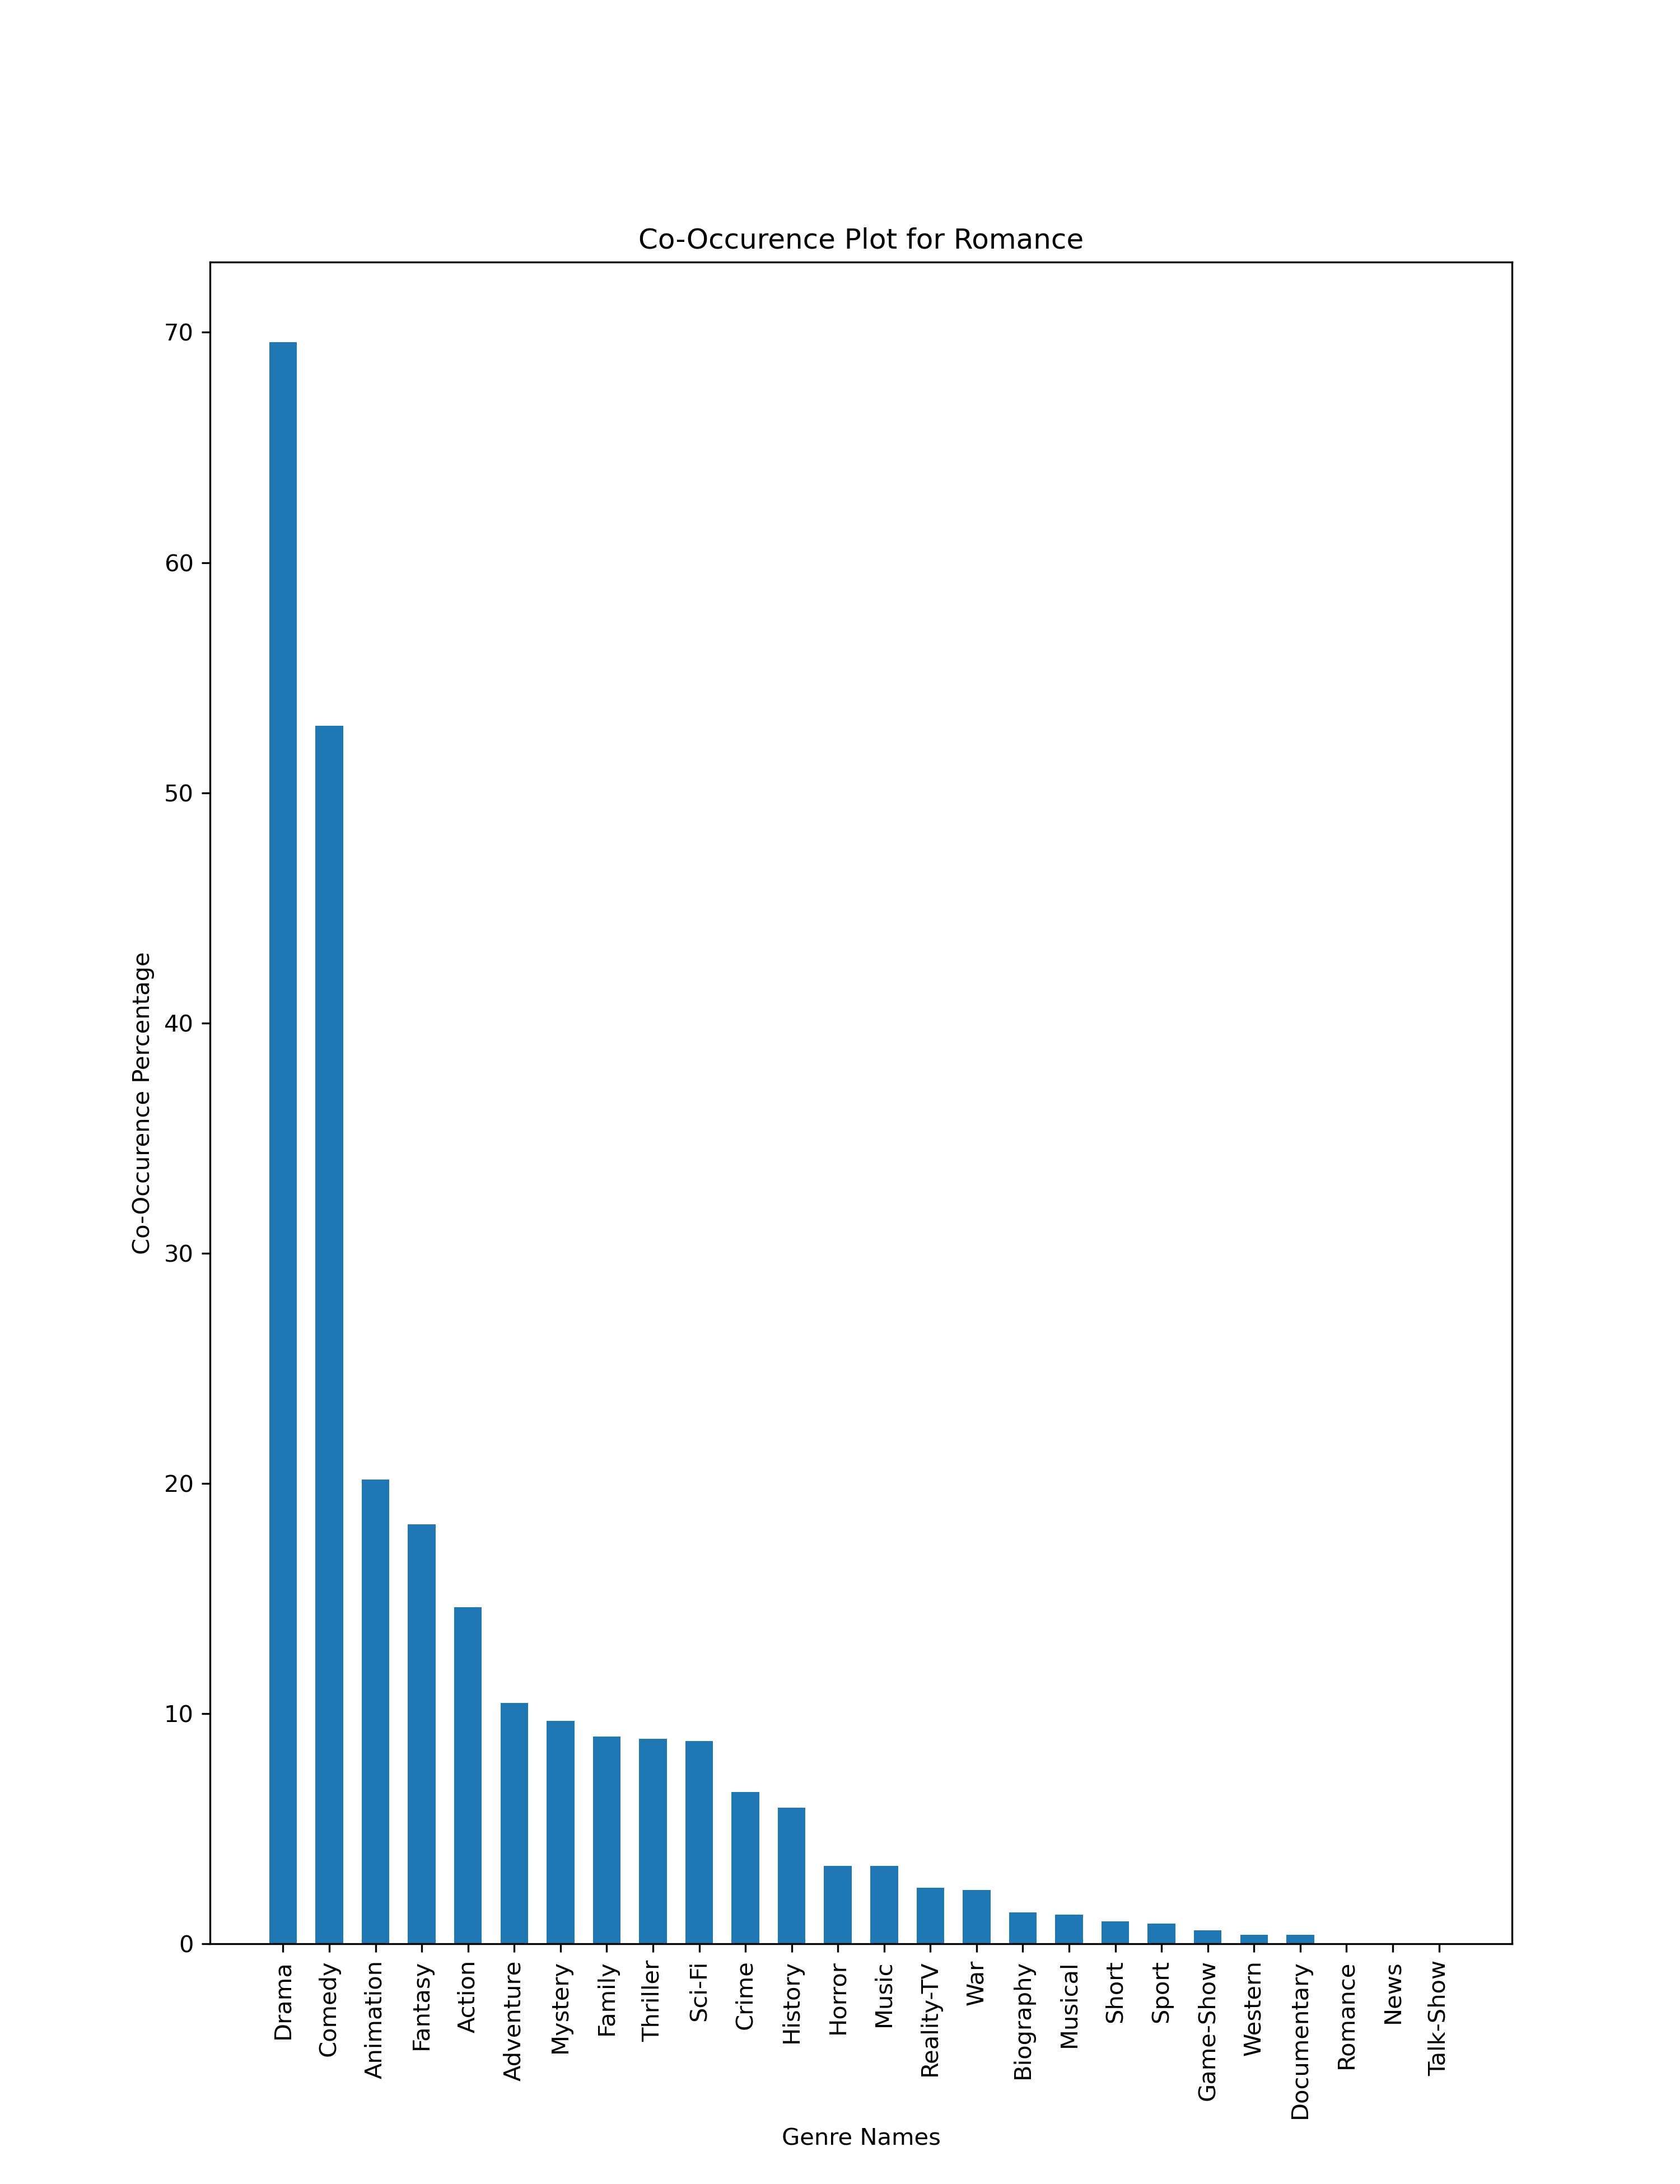 Co-Occurence Plot for Romance
Co-Occurence Percentage
70
60
50
40
30
20
10
0
Drama
Comedy
Animation
Fantasy
Action
Adventure
Mystery
Family
Thriller
Sci-Fi
Crime
History
Horror
Music
Reality-TV
War
Biography
Musical
Short
Sport
Game-Show
Western
Documentary
Romance
News
Talk-Show
Genre Names